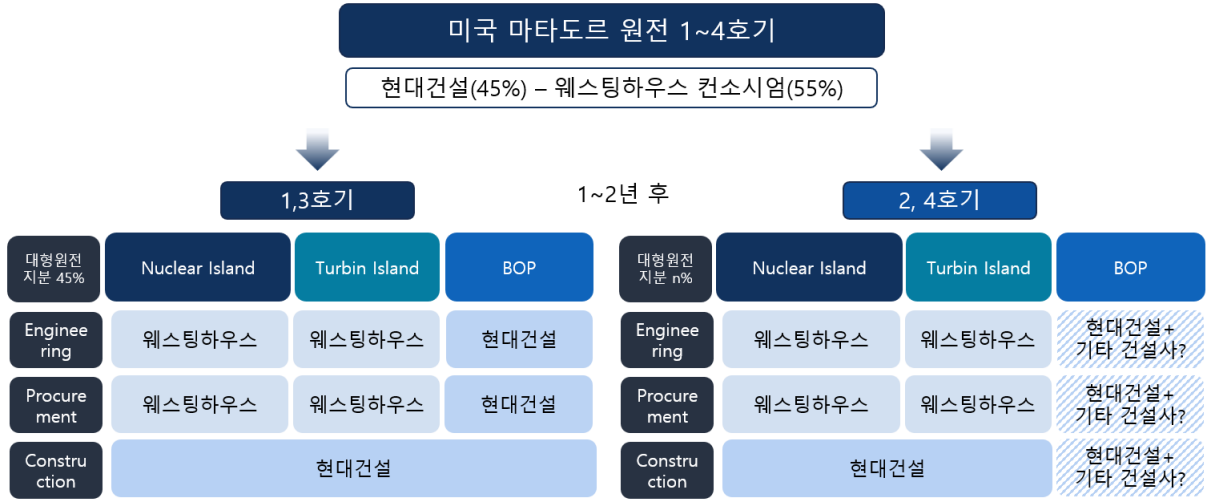 미국 마타도르 원전 1~4호기
현대건설(45%) – 웨스팅하우스 컨소시엄(55%)
1,3호기
1~2년 후
2, 4호기
대형원전
지분 45%
Nuclear Island
Turbin Island
BOP
Enginee
ring
웨스팅하우스
웨스팅하우스
현대건설
Procure
ment
웨스팅하우스
웨스팅하우스
현대건설
Constru
ction
현대건설
대형원전
지분 n%
Nuclear Island
Turbin Island
BOP
Enginee
ring
웨스팅하우스
웨스팅하우스
현대건설+
기타 건설사?
Procure
ment
웨스팅하우스
웨스팅하우스
현대건설+
기타 건설사?
Constru
ction
현대건설
현대건설+
기타 건설사?